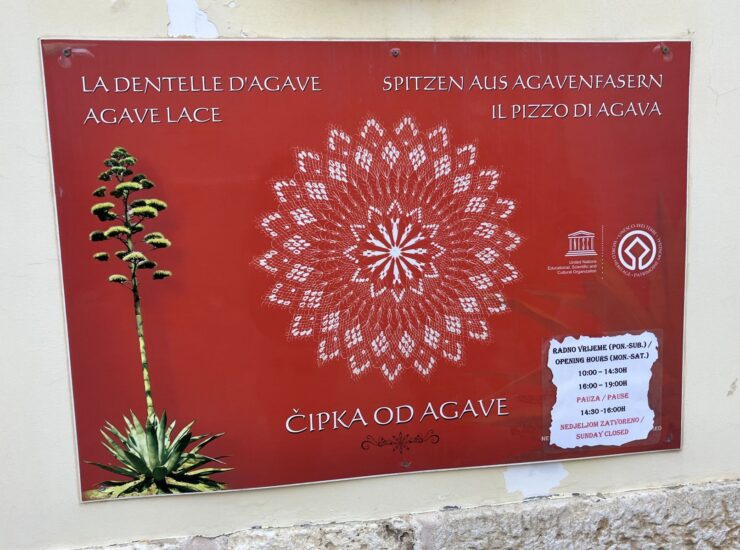 LA DENTELLE D'AGAVE
AGAVE LACE
SPITZEN AUS AGAVENFASERN
IL PIZZO DI AGAVA
United Nations
Educational, Scientific and
Cultural Organization
ČIPKA OD AGAVE
RADNO VRIJEME (PON.-SUB.) /
OPENING HOURS (MON.-SAT.)
10:00 – 14:30H
16:00 – 19:00H
PAUZA / PAUSE
14:30 -16:00H
NEDJELJOM ZATVORENO /
SUNDAY CLOSED